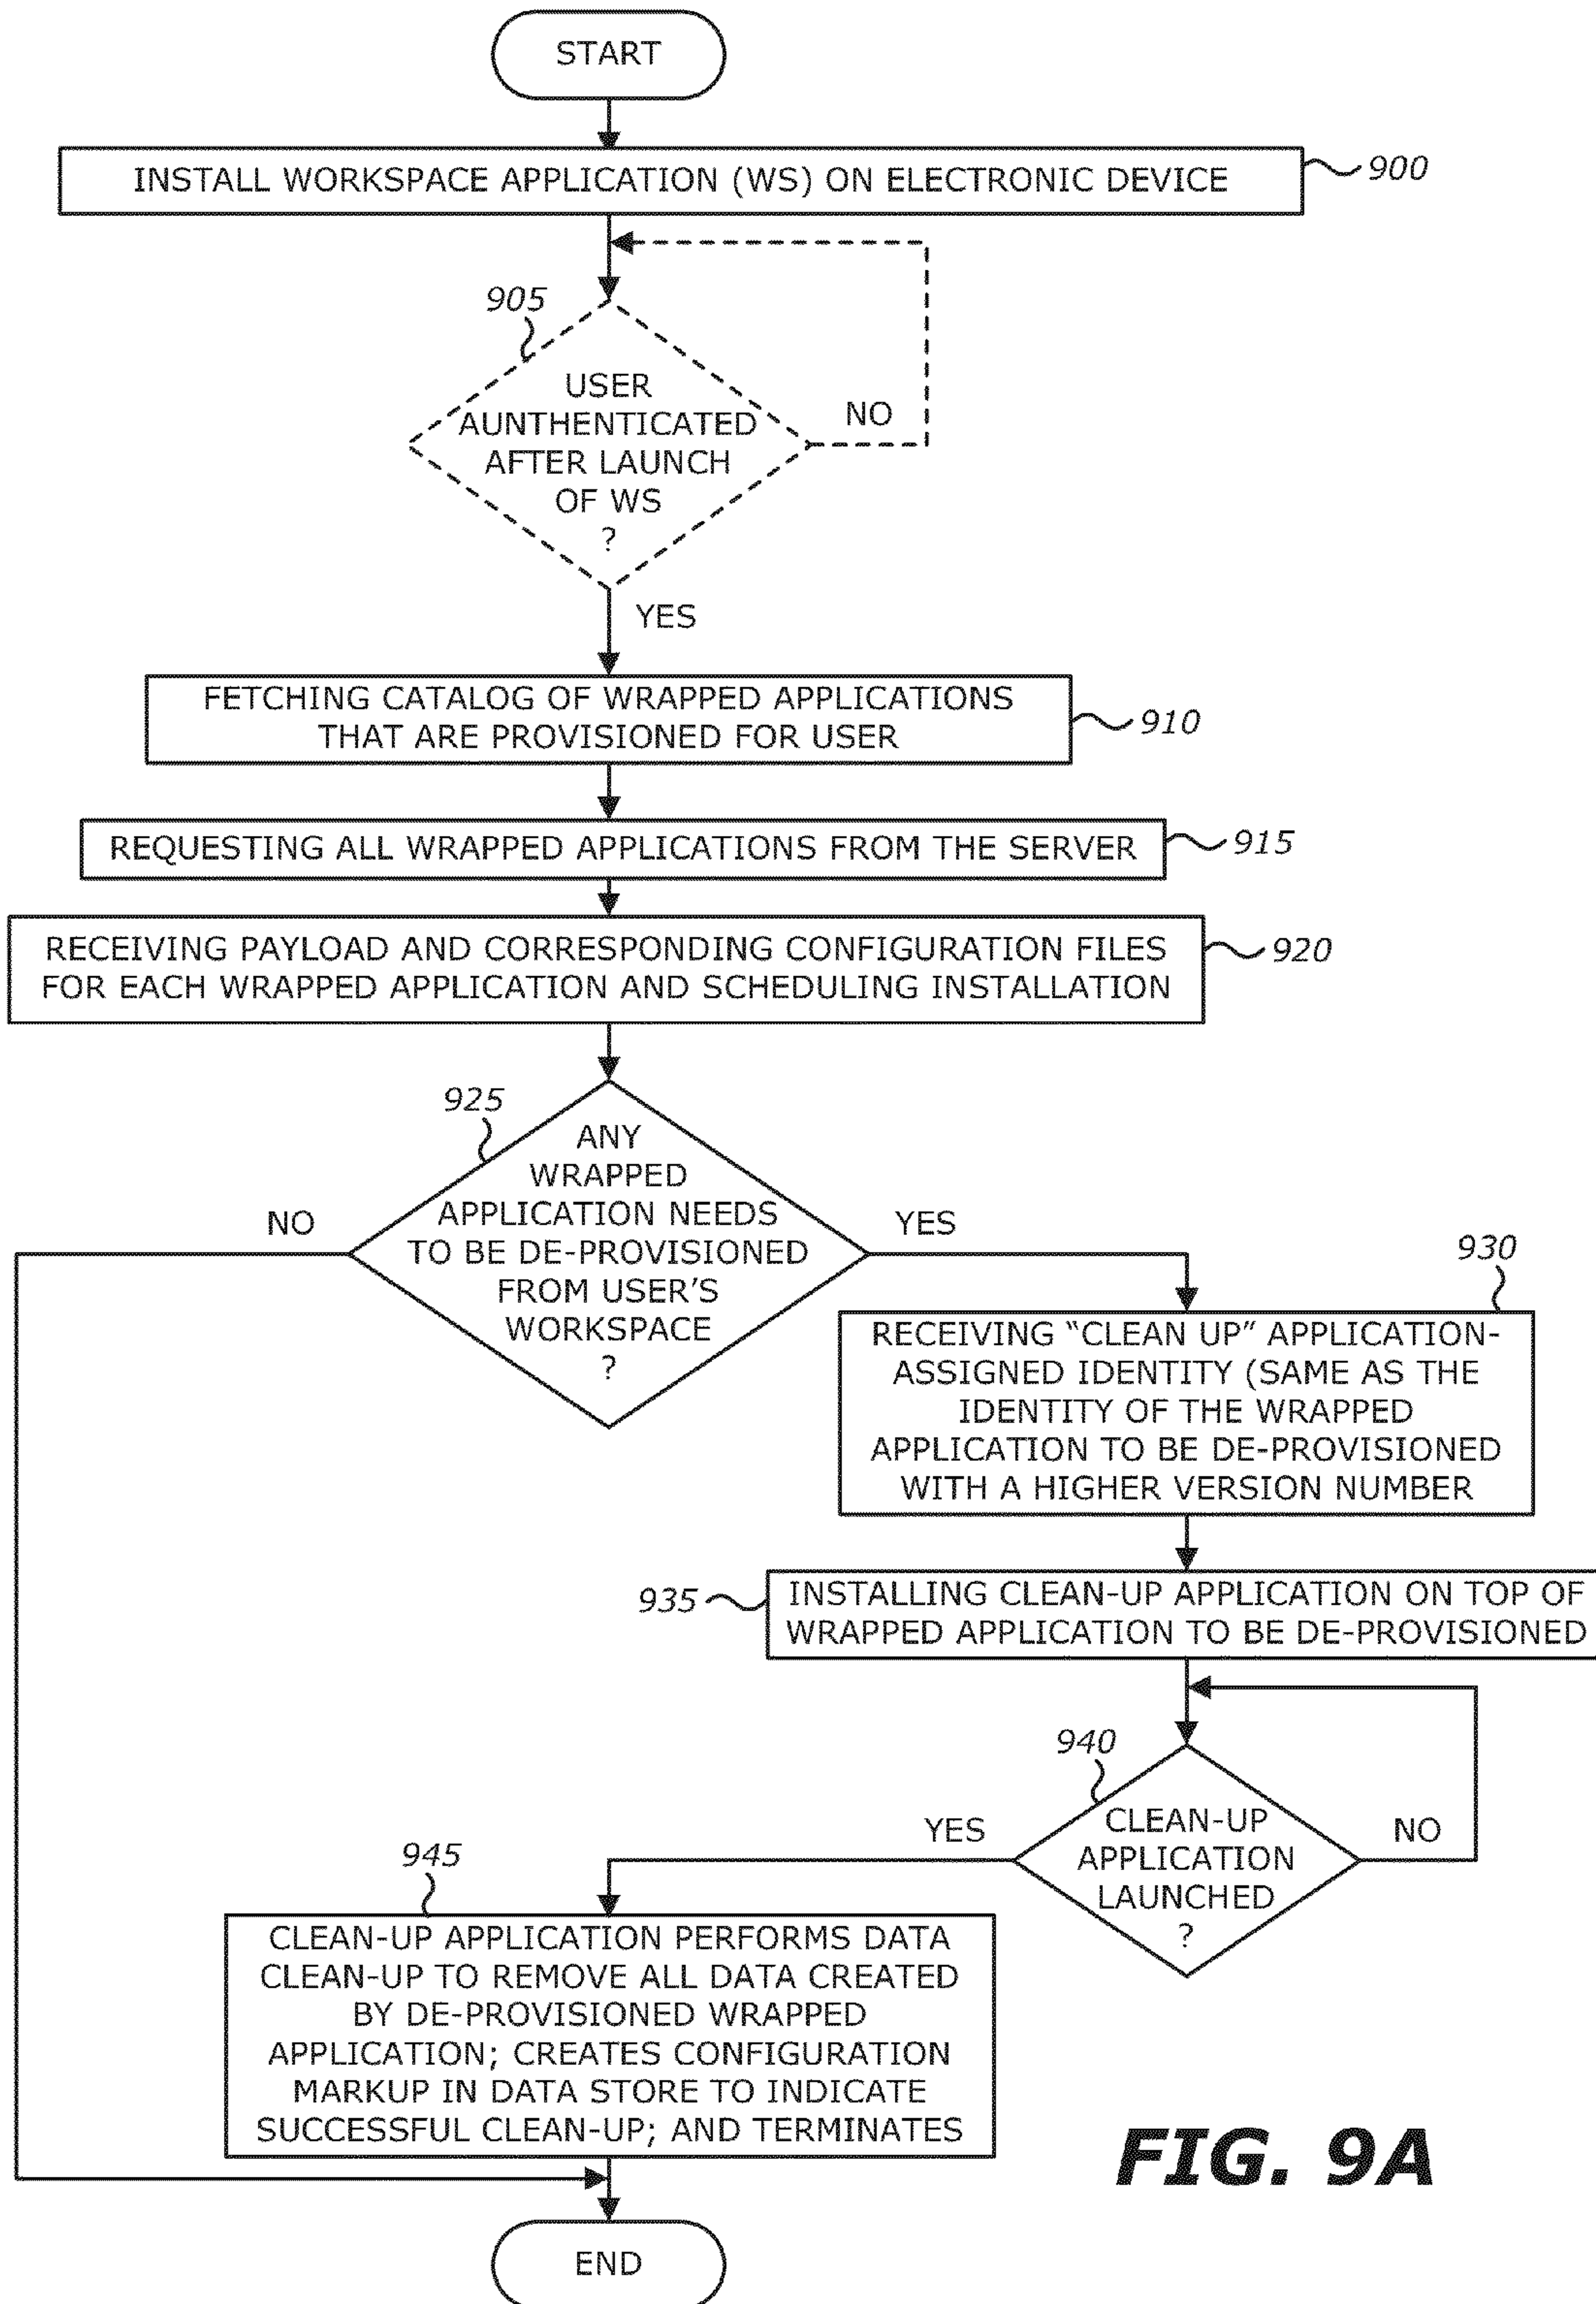 START
INSTALL WORKSPACE APPLICATION (WS) ON ELECTRONIC DEVICE
900
905
USER
AUNTHENTICATED
AFTER LAUNCH
OF WS
?
NO
YES
FETCHING CATALOG OF WRAPPED APPLICATIONS
THAT ARE PROVISIONED FOR USER
910
REQUESTING ALL WRAPPED APPLICATIONS FROM THE SERVER
915
RECEIVING PAYLOAD AND CORRESPONDING CONFIGURATION FILES
FOR EACH WRAPPED APPLICATION AND SCHEDULING INSTALLATION
920
925
ANY
WRAPPED
APPLICATION NEEDS
TO BE DE-PROVISIONED
FROM USER'S
WORKSPACE
?
NO
YES
930
RECEIVING “CLEAN UP” APPLICATION-
ASSIGNED IDENTITY (SAME AS THE
IDENTITY OF THE WRAPPED
APPLICATION TO BE DE-PROVISIONED
WITH A HIGHER VERSION NUMBER
935
INSTALLING CLEAN-UP APPLICATION ON TOP OF
WRAPPED APPLICATION TO BE DE-PROVISIONED
940
CLEAN-UP
APPLICATION
LAUNCHED
?
YES
NO
945
CLEAN-UP APPLICATION PERFORMS DATA
CLEAN-UP TO REMOVE ALL DATA CREATED
BY DE-PROVISIONED WRAPPED
APPLICATION; CREATES CONFIGURATION
MARKUP IN DATA STORE TO INDICATE
SUCCESSFUL CLEAN-UP; AND TERMINATES
FIG. 9A
END